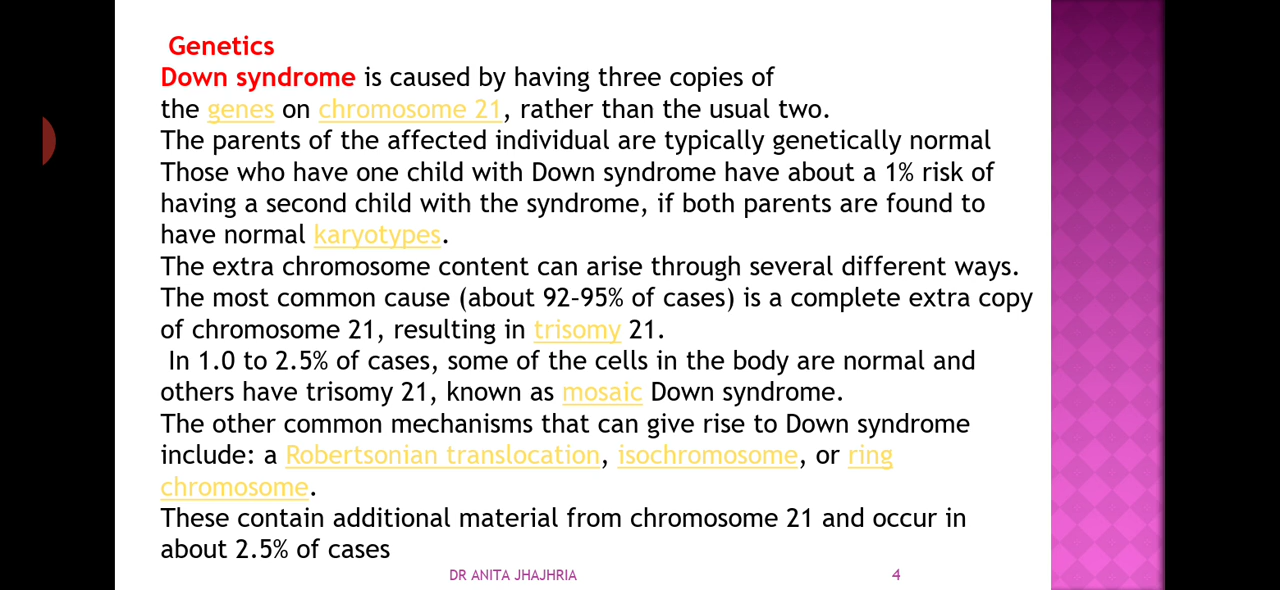 Genetics
Down syndrome is caused by having three copies of
the genes on chromosome 21, rather than the usual two.
The parents of the affected individual are typically genetically normal
Those who have one child with Down syndrome have about a 1% risk of
having a second child with the syndrome, if both parents are found to
have normal karyotypes.
The extra chromosome content can arise through several different ways.
The most common cause (about 92–95% of cases) is a complete extra copy
of chromosome 21, resulting in trisomy 21.
In 1.0 to 2.5% of cases, some of the cells in the body are normal and
others have trisomy 21, known as mosaic Down syndrome.
The other common mechanisms that can give rise to Down syndrome
include: a Robertsonian translocation, isochromosome, or ring
chromosome.
These contain additional material from chromosome 21 and occur in
about 2.5% of cases
DR ANITA JHAJHRIA 4